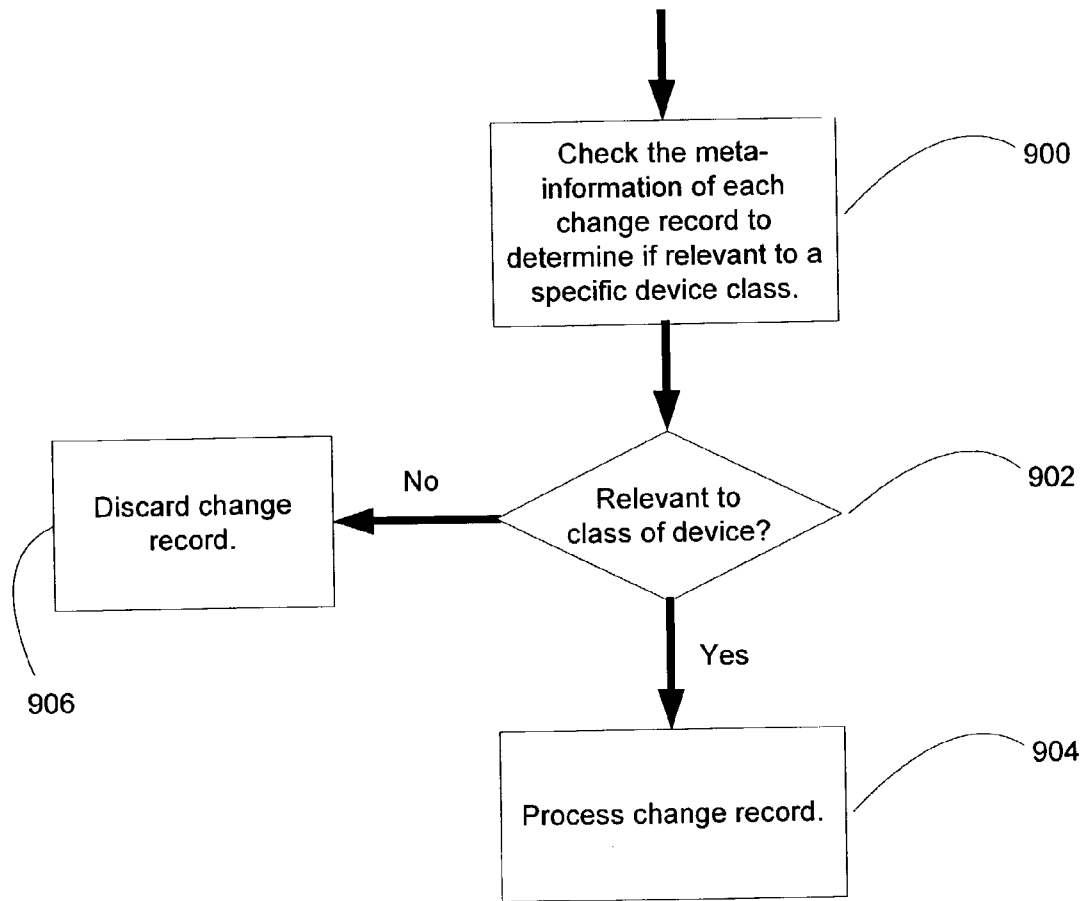 Check the meta-
information of each
change record to
determine if relevant to a
specific device class.
900
Relevant to
class of device?
902
No
Discard change
record.
906
Yes
Process change record.
904